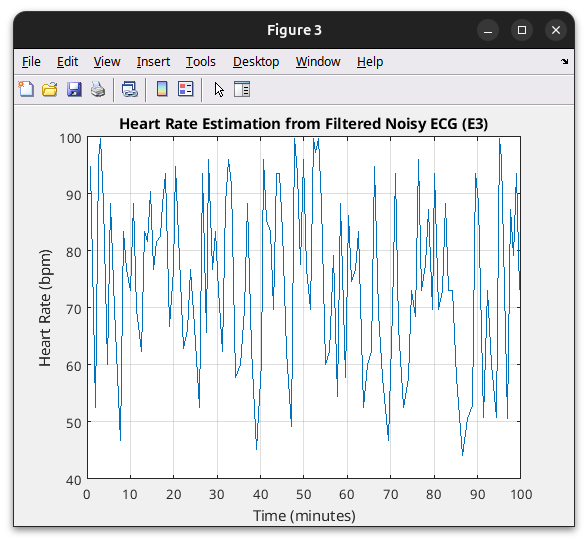 Figure 3
File Edit View Insert Tools Desktop Window Help
Heart Rate Estimation from Filtered Noisy ECG (E3)
100
90
80
70
60
50
40
Heart Rate (bpm)
0 10 20 30 40 50 60 70 80 90 100
Time (minutes)